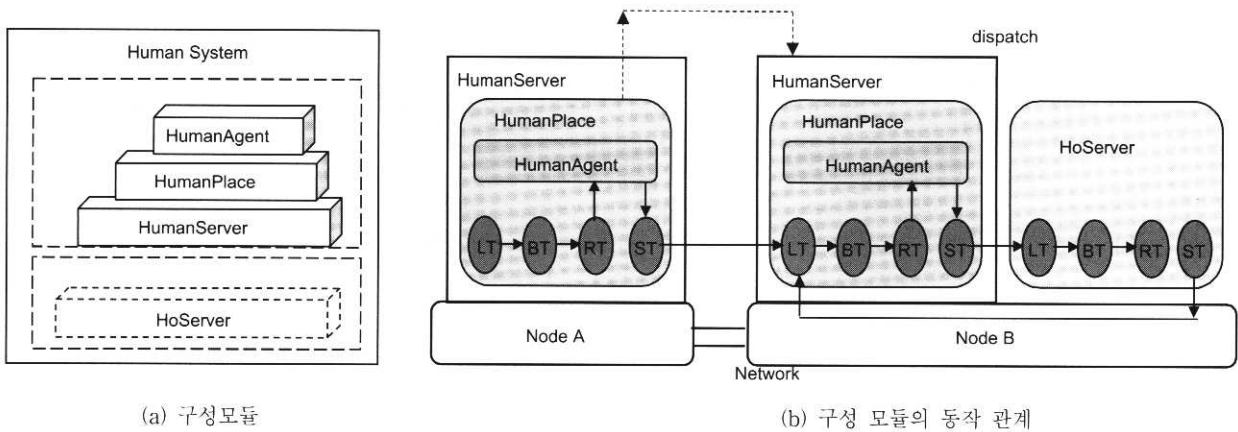 Human System
HumanAgent
HumanPlace
HumanServer
HoServer
(a) 구성모듈
dispatch
HumanServer
HumanPlace
HumanAgent
LT BT RT ST
Node A
HumanServer
HumanPlace
HumanAgent
LT BT RT ST
HoServer
LT BT RT ST
Node B
Network
(b) 구성 모듈의 동작 관계